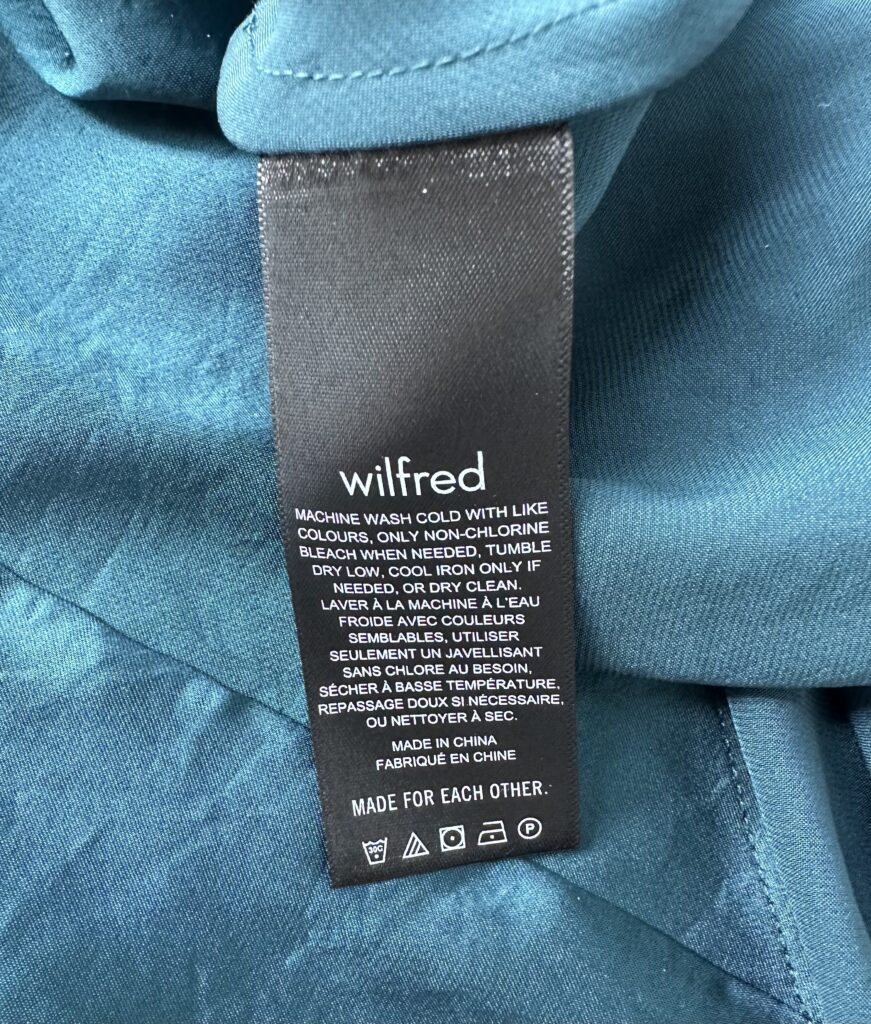 wilfred
MACHINE WASH COLD WITH LIKE
COLOURS, ONLY NON-CHLORINE
BLEACH WHEN NEEDED, TUMBLE
DRY LOW, COOL IRON ONLY IF
NEEDED, OR DRY CLEAN.
LAVER À LA MACHINE À L'EAU
FROIDE AVEC COULEURS
SEMBLABLES, UTILISER
SEULEMENT UN JAVELLISANT
SANS CHLORE AU BESOIN,
SÉCHER À BASSE TEMPÉRATURE,
REPASSAGE DOUX SI NÉCESSAIRE,
OU NETTOYER À SEC.
MADE IN CHINA
FABRIQUÉ EN CHINE
MADE FOR EACH OTHER.
30C P